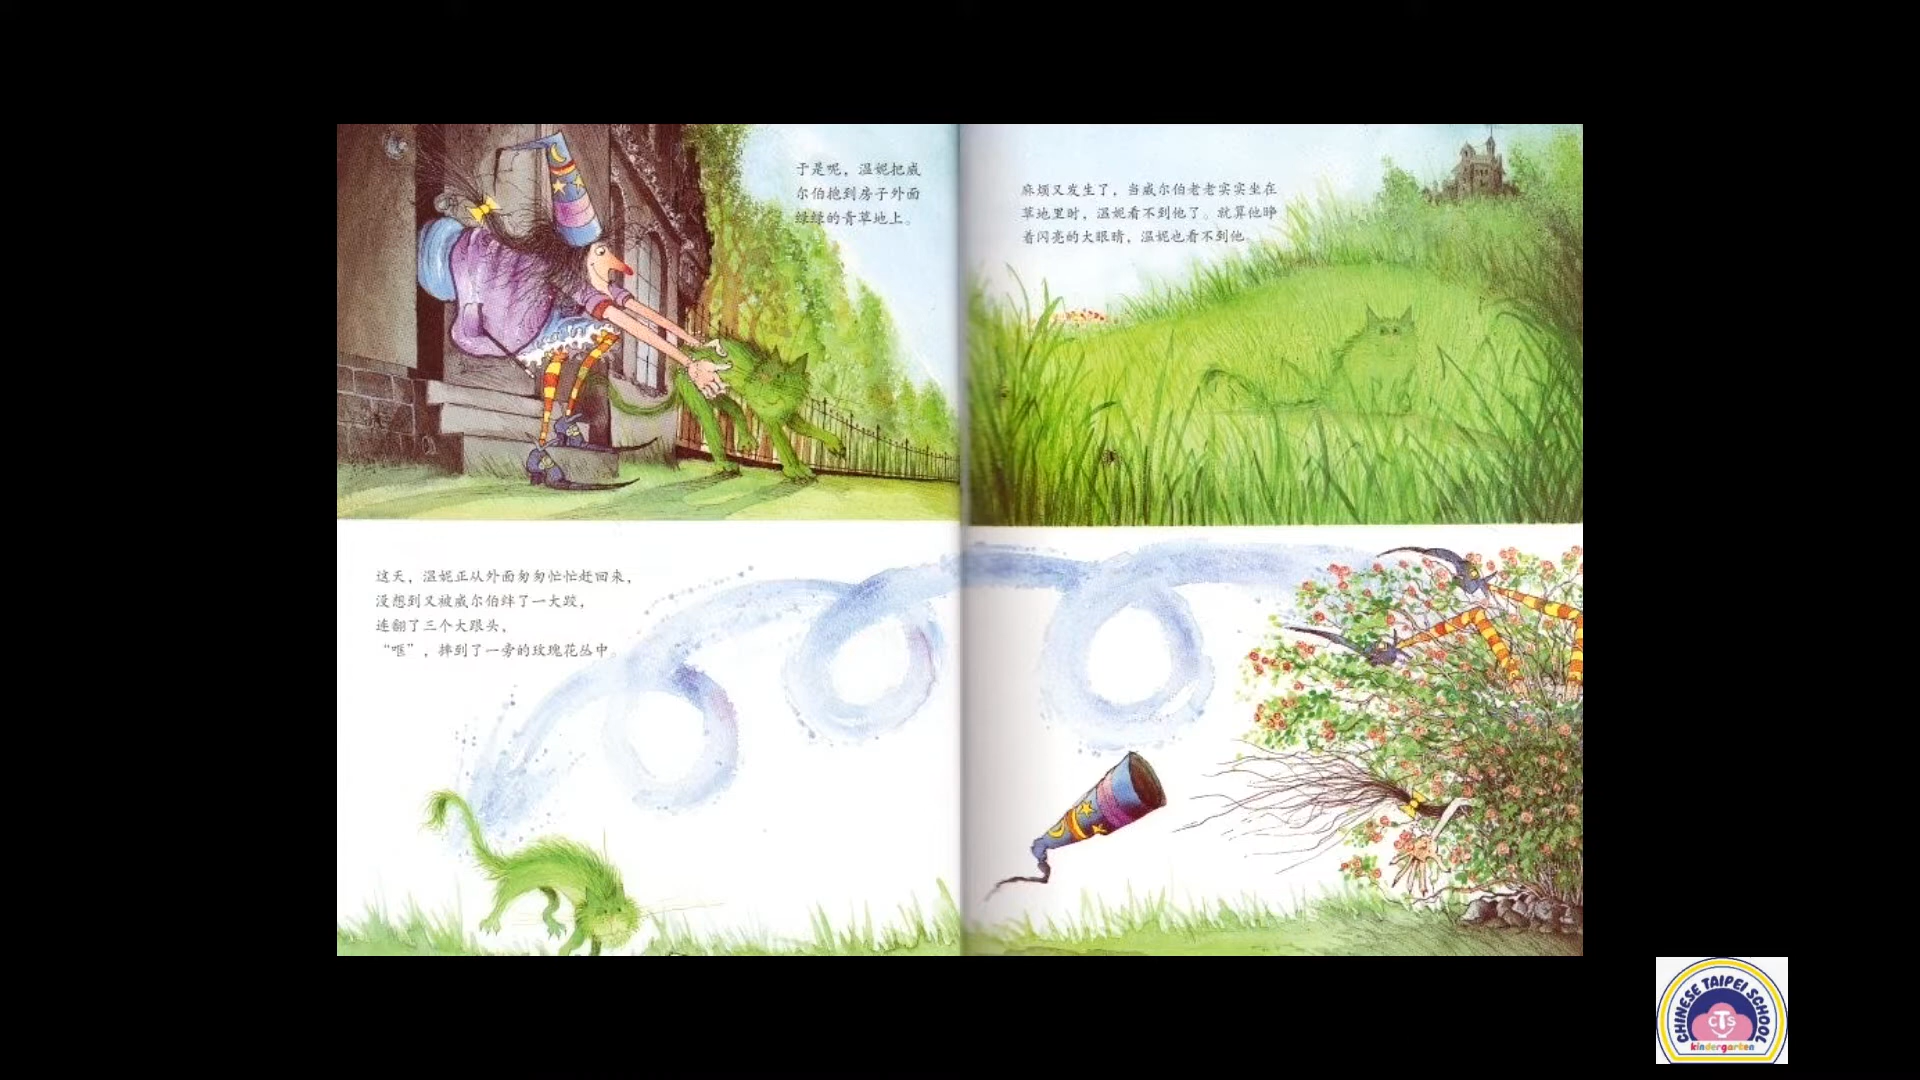 于是呢，温妮把威
尔伯抱到房子外面
绿绿的青草地上。
麻烦又发生了，当威尔伯老老实实坐在
草地里时，温妮看不到他了。就算他睁
着闪亮的大眼睛，温妮也看不到他。
这天，温妮正从外面匆匆忙忙赶回来，
没想到又被威尔伯绊了一大跤，
连翻了三个大跟头，
“哐”，摔到了一旁的玫瑰花丛中。
CHINESE TAIPEI SCHOOL
CTS
kindergarten